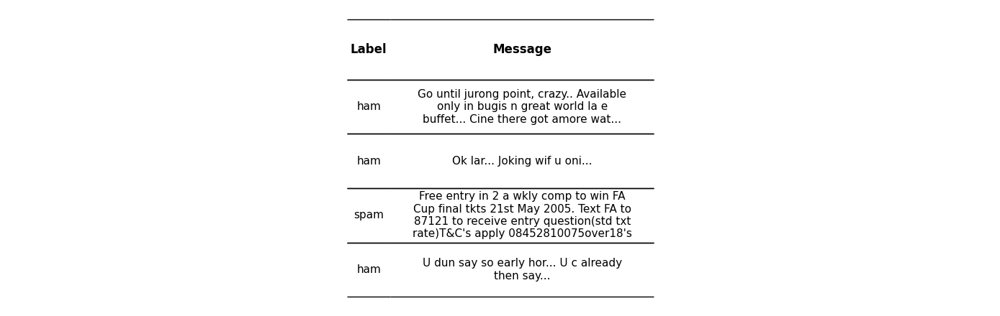 Label Message
ham
Go until jurong point, crazy.. Available
only in bugis n great world la e
buffet... Cine there got amore wat...
ham
Ok lar... Joking wif u oni...
spam
Free entry in 2 a wkly comp to win FA
Cup final tkts 21st May 2005. Text FA to
87121 to receive entry question(std txt
rate)T&C's apply 08452810075over18's
ham
U dun say so early hor... U c already
then say...